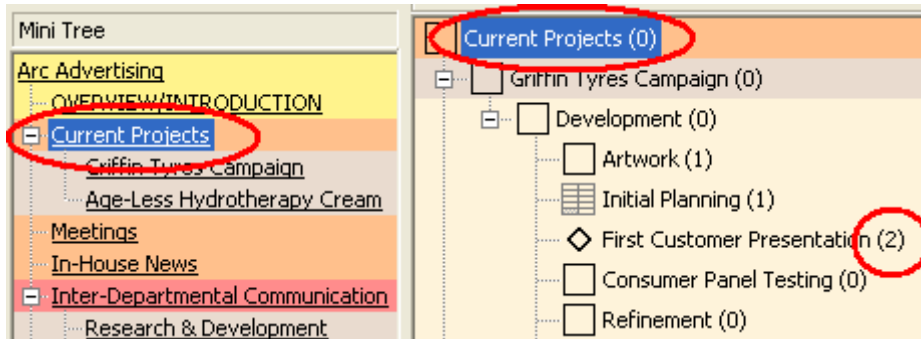 Mini Tree
Arc Advertising
OVERVIEW/INTRODUCTION
Current Projects
Griffin Tyres Campaign
Age-Less Hydrotherapy Cream
Meetings
In-House News
Inter-Departmental Communication
Research & Development
Current Projects (0)
Griffin Tyres Campaign (0)
Development (0)
Artwork (1)
Initial Planning (1)
First Customer Presentation (2)
Consumer Panel Testing (0)
Refinement (0)